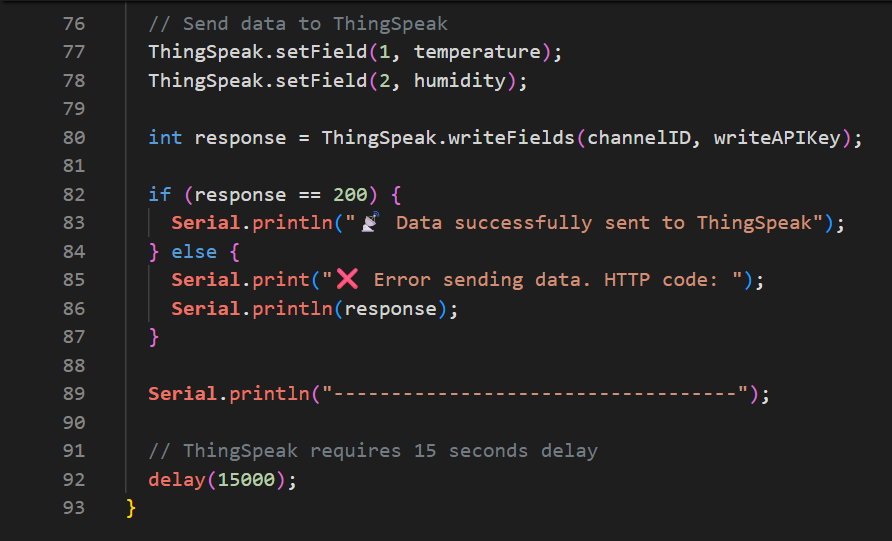 76 // Send data to ThingSpeak
77 ThingSpeak.setField(1, temperature);
78 ThingSpeak.setField(2, humidity);
79
80 int response = ThingSpeak.writeFields(channelID, writeAPIKey);
81
82 if (response == 200) {
83 Serial.println("📡 Data successfully sent to ThingSpeak");
84 } else {
85 Serial.print("❌ Error sending data. HTTP code: ");
86 Serial.println(response);
87 }
88
89 Serial.println("-----------------------------------");
90
91 // ThingSpeak requires 15 seconds delay
92 delay(15000);
93 }